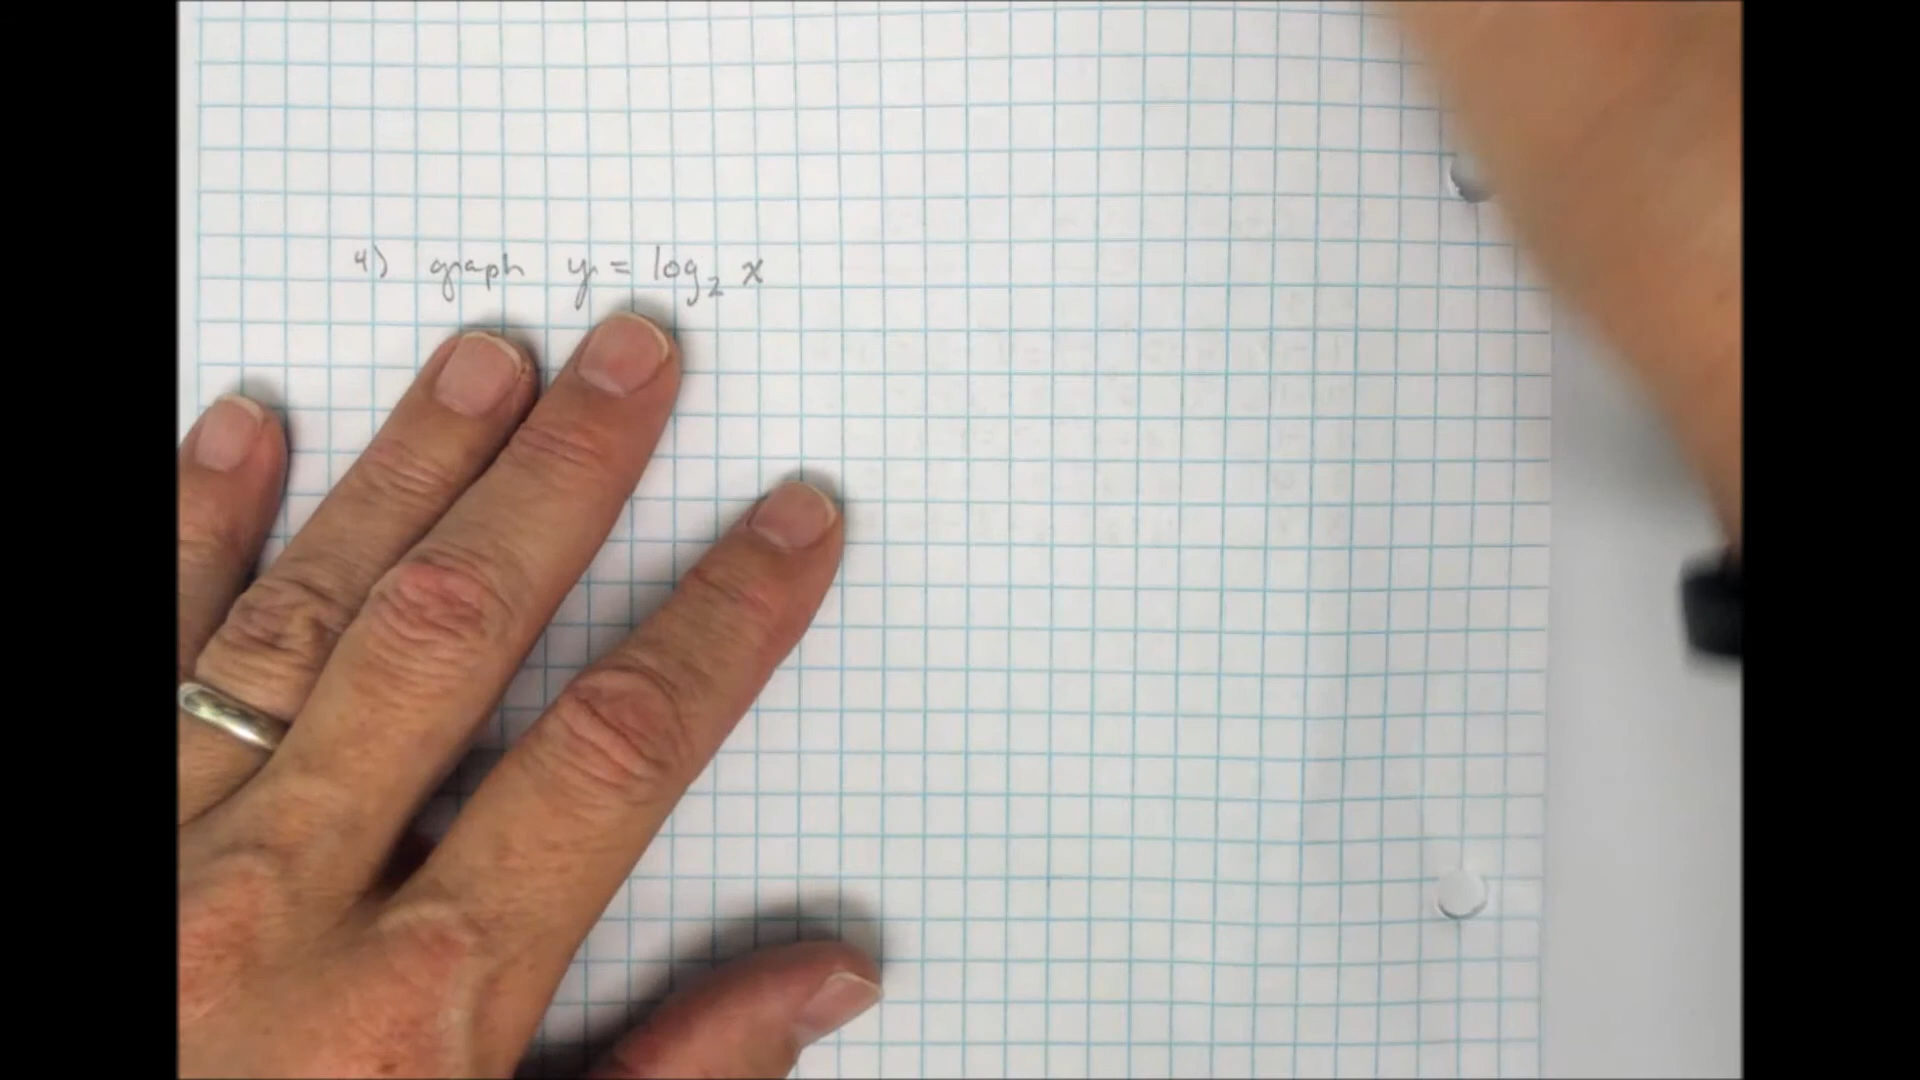 4) graph y = log₂ x